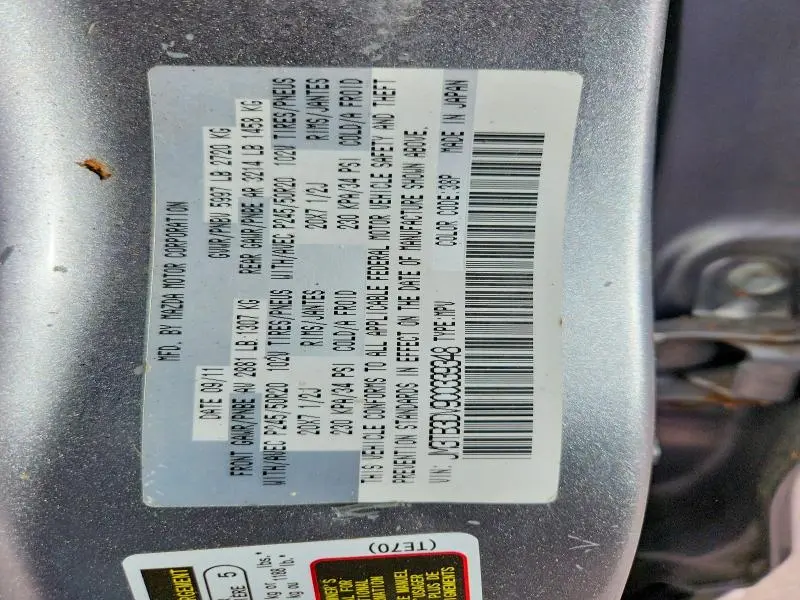 MFD. BY MAZDA MOTOR CORPORATION
DATE 09/11 GVWR/PNBV 5997 LB 2720 KG
FRONT GAWR/PNBE AV 2881 LB 1307 KG REAR GAWR/PNBE AR 3214 LB 1458 KG
WITH/AVEC P245/50R20 102V TIRES/PNEUS WITH/AVEC P245/50R20 102V TIRES/PNEUS
20X7 1/2J RIMS/JANTES 20X7 1/2J RIMS/JANTES
230 KPA/34 PSI COLD/A FROID 230 KPA/34 PSI COLD/A FROID
THIS VEHICLE CONFORMS TO ALL APPLICABLE FEDERAL MOTOR VEHICLE SAFETY AND THEFT
PREVENTION STANDARDS IN EFFECT ON THE DATE OF MANUFACTURE SHOWN ABOVE.
VIN: JM3TB3DV9C0339348 TYPE:MPV COLOR CODE:38P MADE IN JAPAN
(TE70)
5